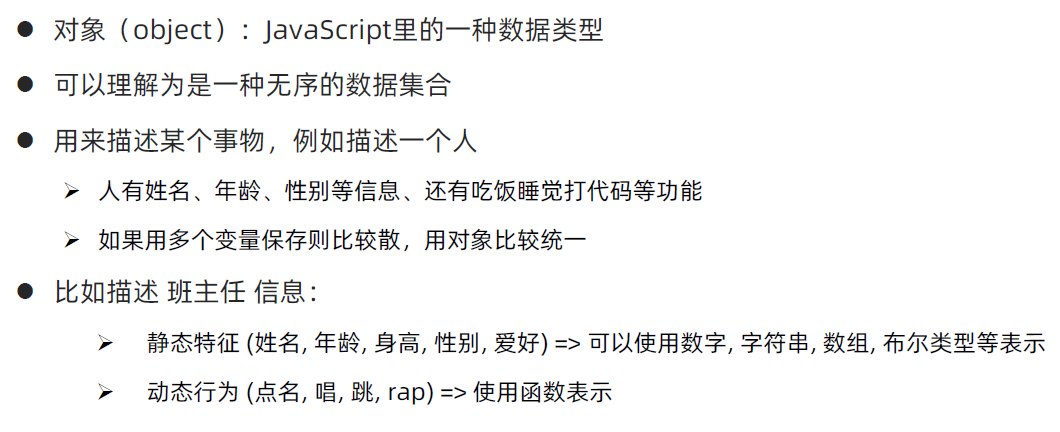 对象（object）：JavaScript里的一种数据类型
可以理解为是一种无序的数据集合
用来描述某个事物，例如描述一个人
人有姓名、年龄、性别等信息、还有吃饭睡觉打代码等功能
如果用多个变量保存则比较散，用对象比较统一
比如描述 班主任 信息：
静态特征 (姓名, 年龄, 身高, 性别, 爱好) => 可以使用数字, 字符串, 数组, 布尔类型等表示
动态行为 (点名, 唱, 跳, rap) => 使用函数表示